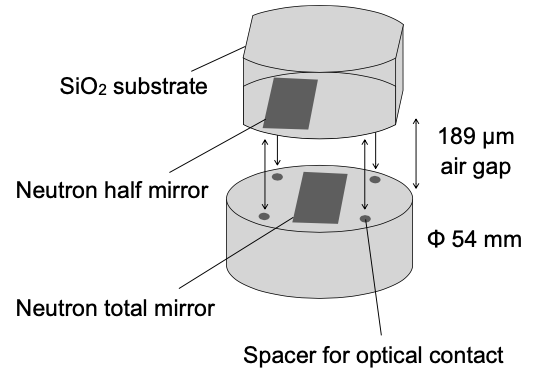 SiO2 substrate
189 μm
air gap
Neutron half mirror
Φ 54 mm
Neutron total mirror
Spacer for optical contact